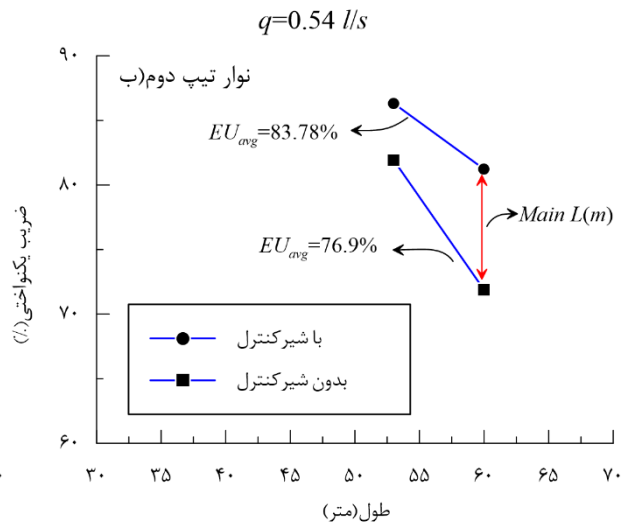 q=0.54 l/s
نوار تیپ دوم(ب
EUavg=83.78%
Main L(m)
EUavg=76.9%
با شیرکنترل
بدون شیرکنترل
ضریب یکنواختی(٪)
۹۰
۸۰
۷۰
۶۰
۳۰ ۳۵ ۴۰ ۴۵ ۵۰ ۵۵ ۶۰ ۶۵ ۷۰
طول(متر)